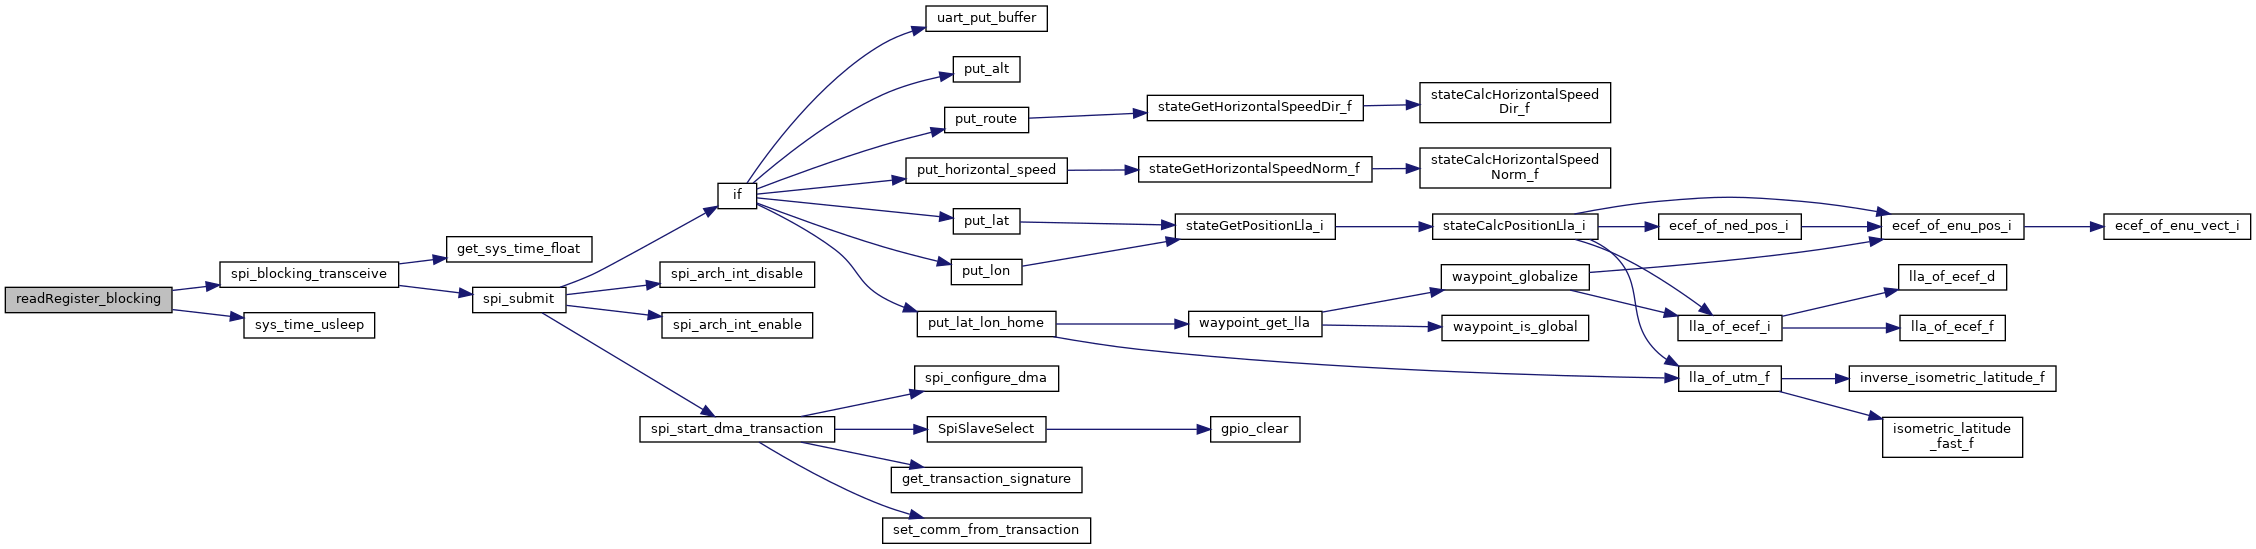 readRegister_blocking
spi_blocking_transceive
sys_time_usleep
get_sys_time_float
spi_submit
if
spi_arch_int_disable
spi_arch_int_enable
spi_start_dma_transaction
uart_put_buffer
put_alt
put_route
put_horizontal_speed
put_lat
put_lon
put_lat_lon_home
spi_configure_dma
SpiSlaveSelect
get_transaction_signature
set_comm_from_transaction
stateGetHorizontalSpeedDir_f
stateGetHorizontalSpeedNorm_f
stateGetPositionLla_i
waypoint_get_lla
gpio_clear
stateCalcHorizontalSpeed
Dir_f
stateCalcHorizontalSpeed
Norm_f
stateCalcPositionLla_i
waypoint_globalize
waypoint_is_global
ecef_of_ned_pos_i
lla_of_ecef_i
lla_of_utm_f
ecef_of_enu_pos_i
lla_of_ecef_d
lla_of_ecef_f
inverse_isometric_latitude_f
isometric_latitude
_fast_f
ecef_of_enu_vect_i